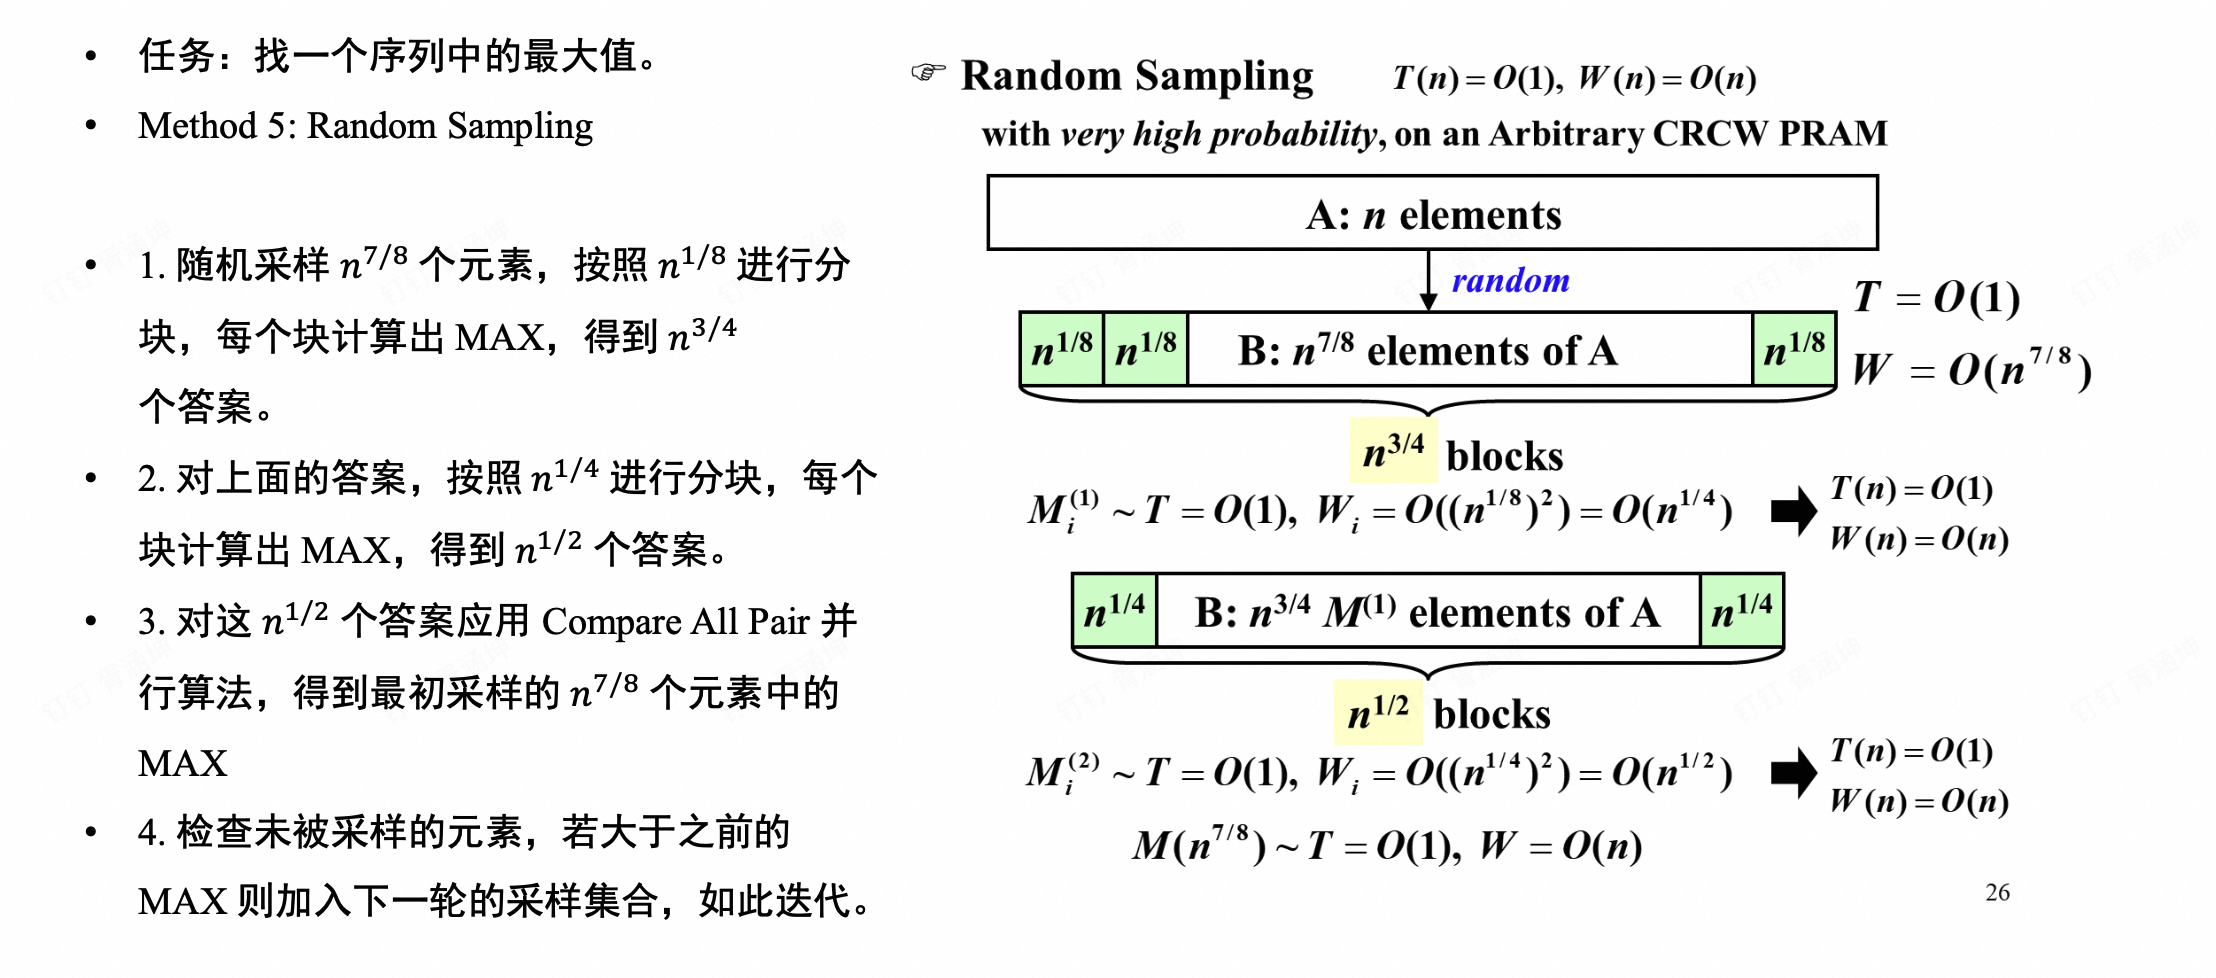 • 任务：找一个序列中的最大值。
• Method 5: Random Sampling
• 1. 随机采样 n^{7/8} 个元素，按照 n^{1/8} 进行分
块，每个块计算出 MAX，得到 n^{3/4}
个答案。
• 2. 对上面的答案，按照 n^{1/4} 进行分块，每个
块计算出 MAX，得到 n^{1/2} 个答案。
• 3. 对这 n^{1/2} 个答案应用 Compare All Pair 并
行算法，得到最初采样的 n^{7/8} 个元素中的
MAX
• 4. 检查未被采样的元素，若大于之前的
MAX 则加入下一轮的采样集合，如此迭代。
☞ Random Sampling T(n) = O(1), W(n) = O(n)
with very high probability, on an Arbitrary CRCW PRAM
A: n elements
random
n^{1/8} n^{1/8} B: n^{7/8} elements of A n^{1/8}
T = O(1)
W = O(n^{7/8})
n^{3/4} blocks
M_i^{(1)} ~ T = O(1), W_i = O((n^{1/8})^2) = O(n^{1/4})
T(n) = O(1)
W(n) = O(n)
n^{1/4} B: n^{3/4} M^{(1)} elements of A n^{1/4}
n^{1/2} blocks
M_i^{(2)} ~ T = O(1), W_i = O((n^{1/4})^2) = O(n^{1/2})
T(n) = O(1)
W(n) = O(n)
M(n^{7/8}) ~ T = O(1), W = O(n)
26